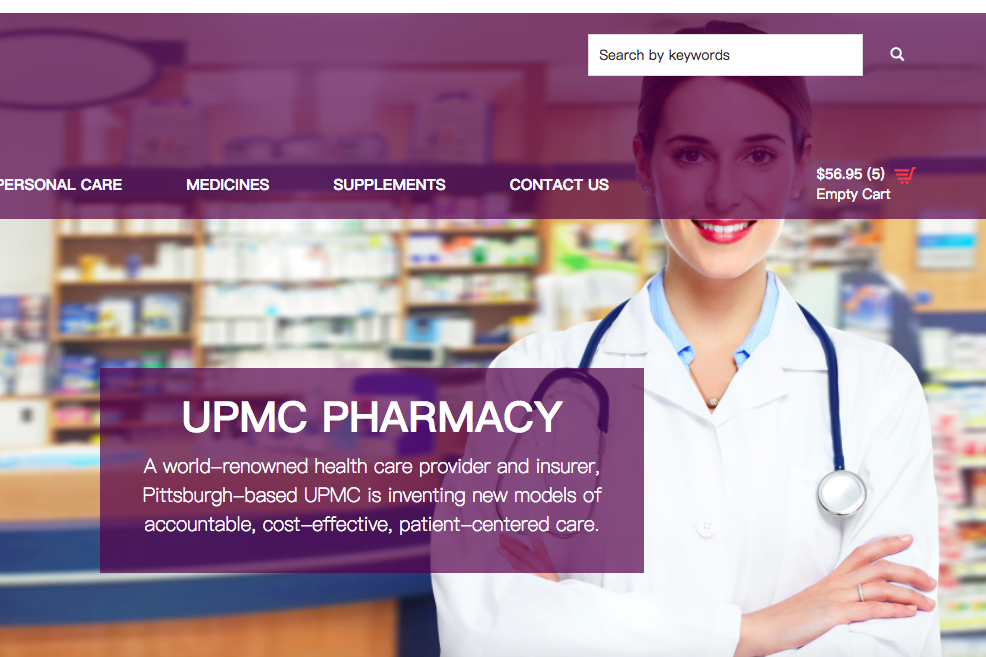 Search by keywords
PERSONAL CARE
MEDICINES
SUPPLEMENTS
CONTACT US
$56.95 (5)
Empty Cart
UPMC PHARMACY
A world-renowned health care provider and insurer,
Pittsburgh-based UPMC is inventing new models of
accountable, cost-effective, patient-centered care.